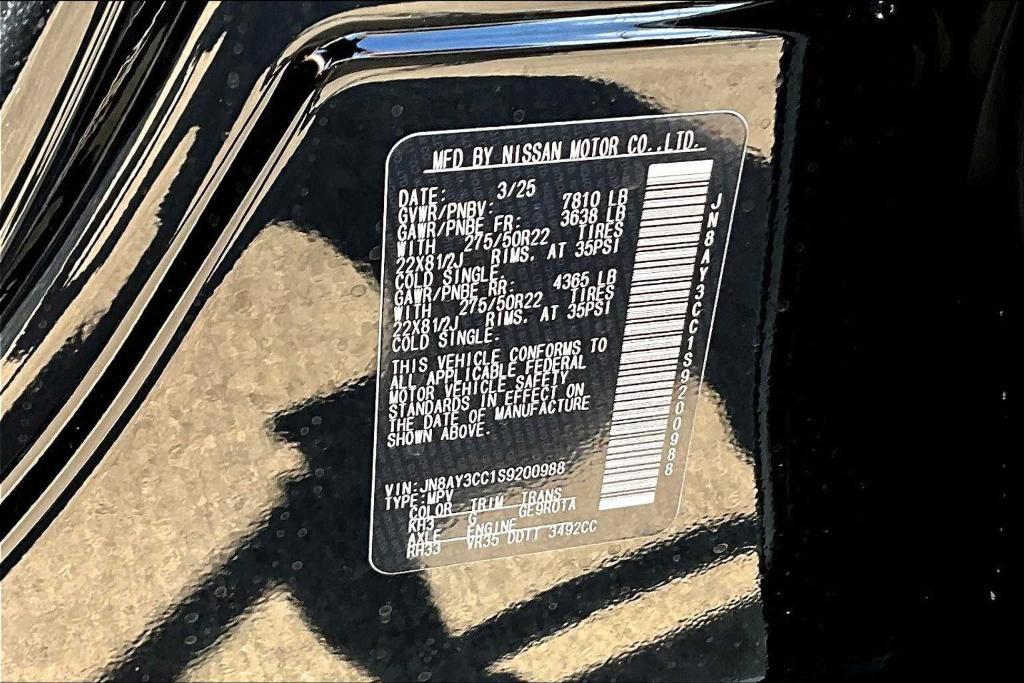 MFD BY NISSAN MOTOR CO.,LTD.
DATE: 3/25
GVWR/PNBV: 7810 LB
GAWR/PNBE FR: 3638 LB
WITH 275/50R22 TIRES
22X81/2J RIMS. AT 35PSI
COLD SINGLE.
GAWR/PNBE RR: 4365 LB
WITH 275/50R22 TIRES
22X81/2J RIMS. AT 35PSI
COLD SINGLE.
THIS VEHICLE CONFORMS TO
ALL APPLICABLE FEDERAL
MOTOR VEHICLE SAFETY
STANDARDS IN EFFECT ON
THE DATE OF MANUFACTURE
SHOWN ABOVE.
VIN:JN8AY3CC1S9200988
TYPE:MPV
COLOR TRIM TRANS
KH3 G GE9R01A
AXLE ENGINE
RH33 VR35 DDTT 3492CC
JN8AY3CC1S9200988